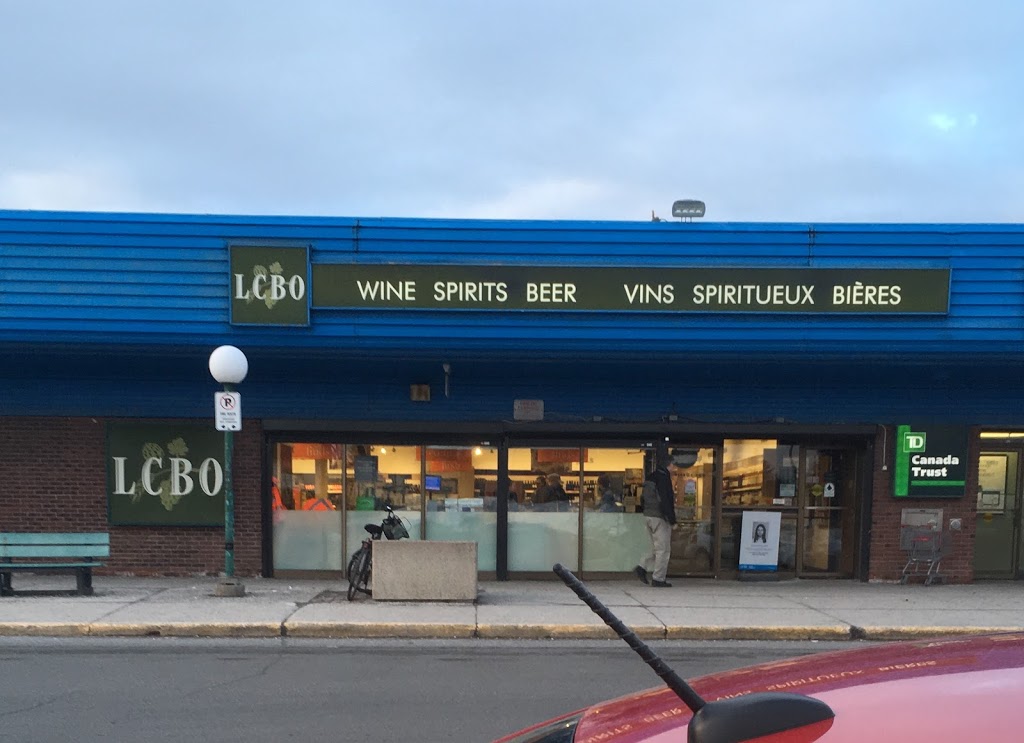 LCBO
WINE SPIRITS BEER VINS SPIRITUEUX BIÈRES
LCBO
TD
Canada
Trust